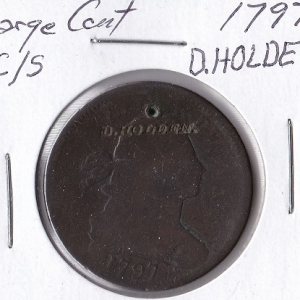 arge Cent 1797
C/S D.HOLDE
D.HOLDEN.
1797